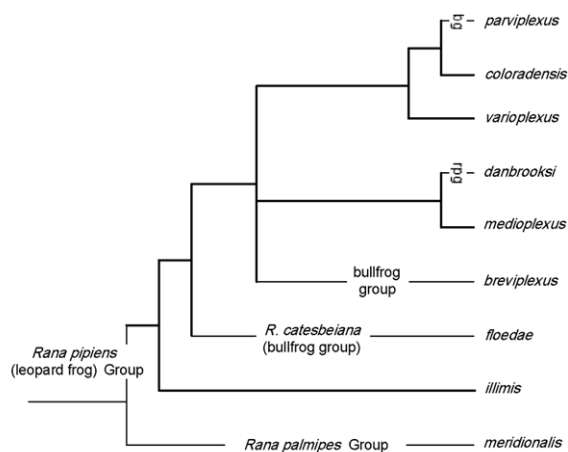 bg parviplexus
coloradensis
varioplexus
rpg danbrooksi
medioplexus
bullfrog
group
breviplexus
R. catesbeiana
(bullfrog group)
floedae
Rana pipiens
(leopard frog) Group
illimis
Rana palmipes Group
meridionalis